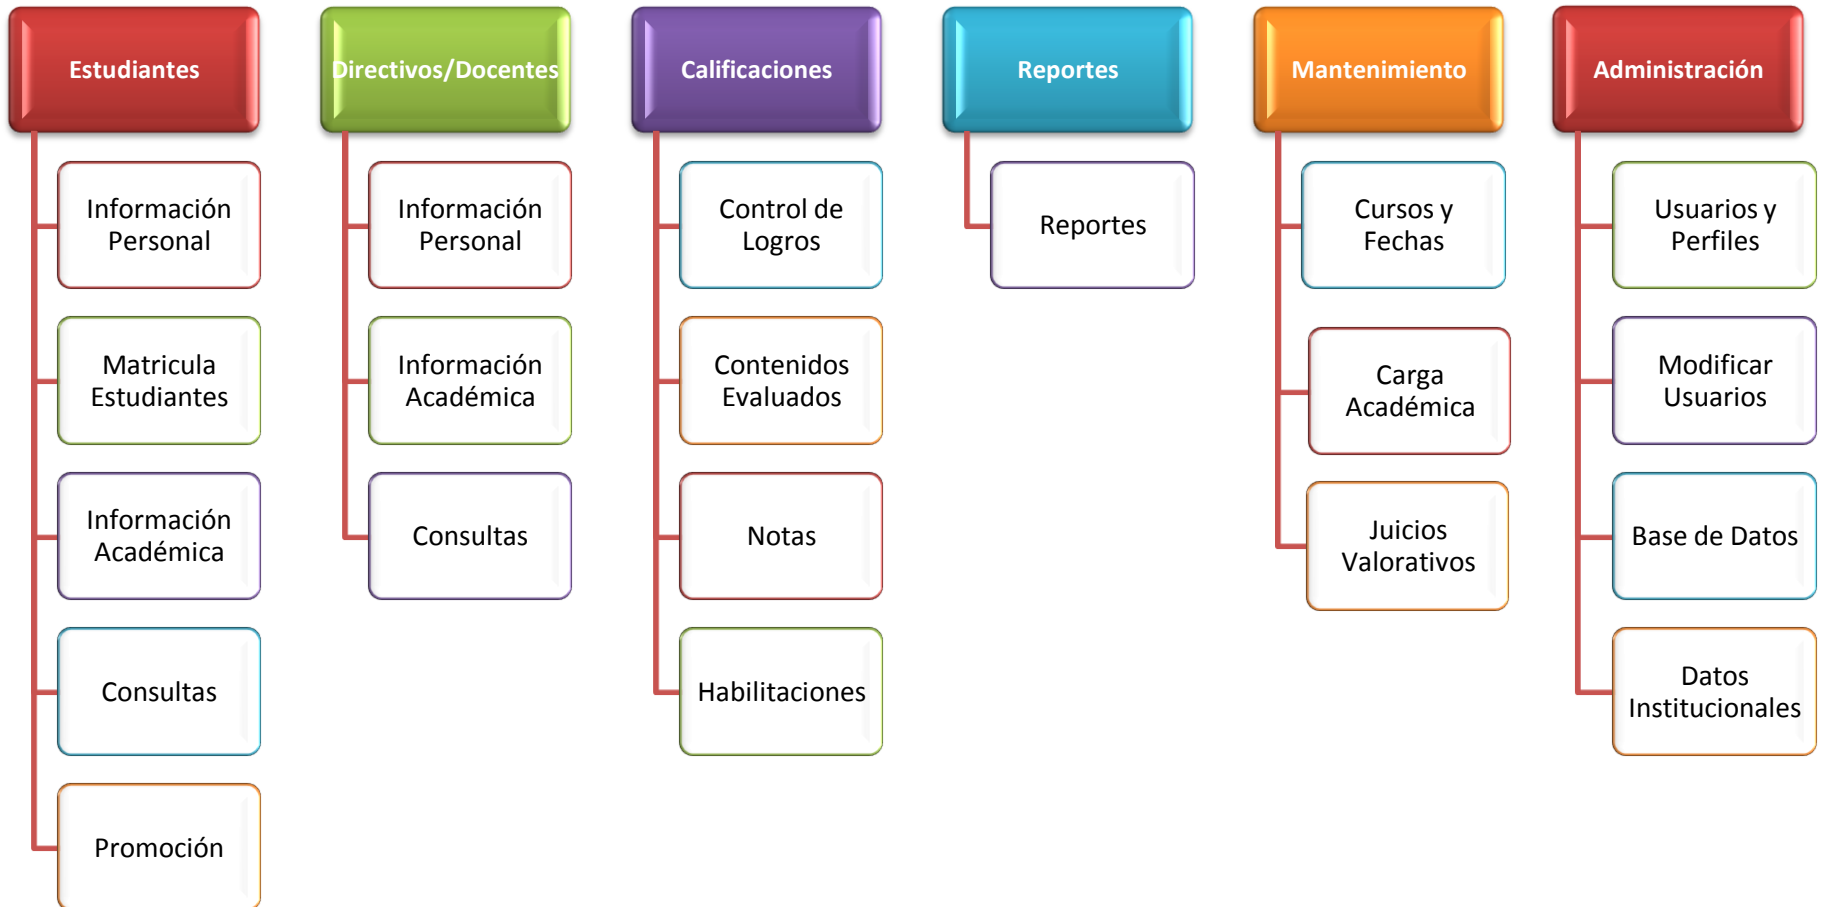 Estudiantes
Información
Personal
Matricula
Estudiantes
Información
Académica
Consultas
Promoción
Directivos/Docentes
Información
Personal
Información
Académica
Consultas
Calificaciones
Control de
Logros
Contenidos
Evaluados
Notas
Habilitaciones
Reportes
Reportes
Mantenimiento
Cursos y
Fechas
Carga
Académica
Juicios
Valorativos
Administración
Usuarios y
Perfiles
Modificar
Usuarios
Base de Datos
Datos
Institucionales